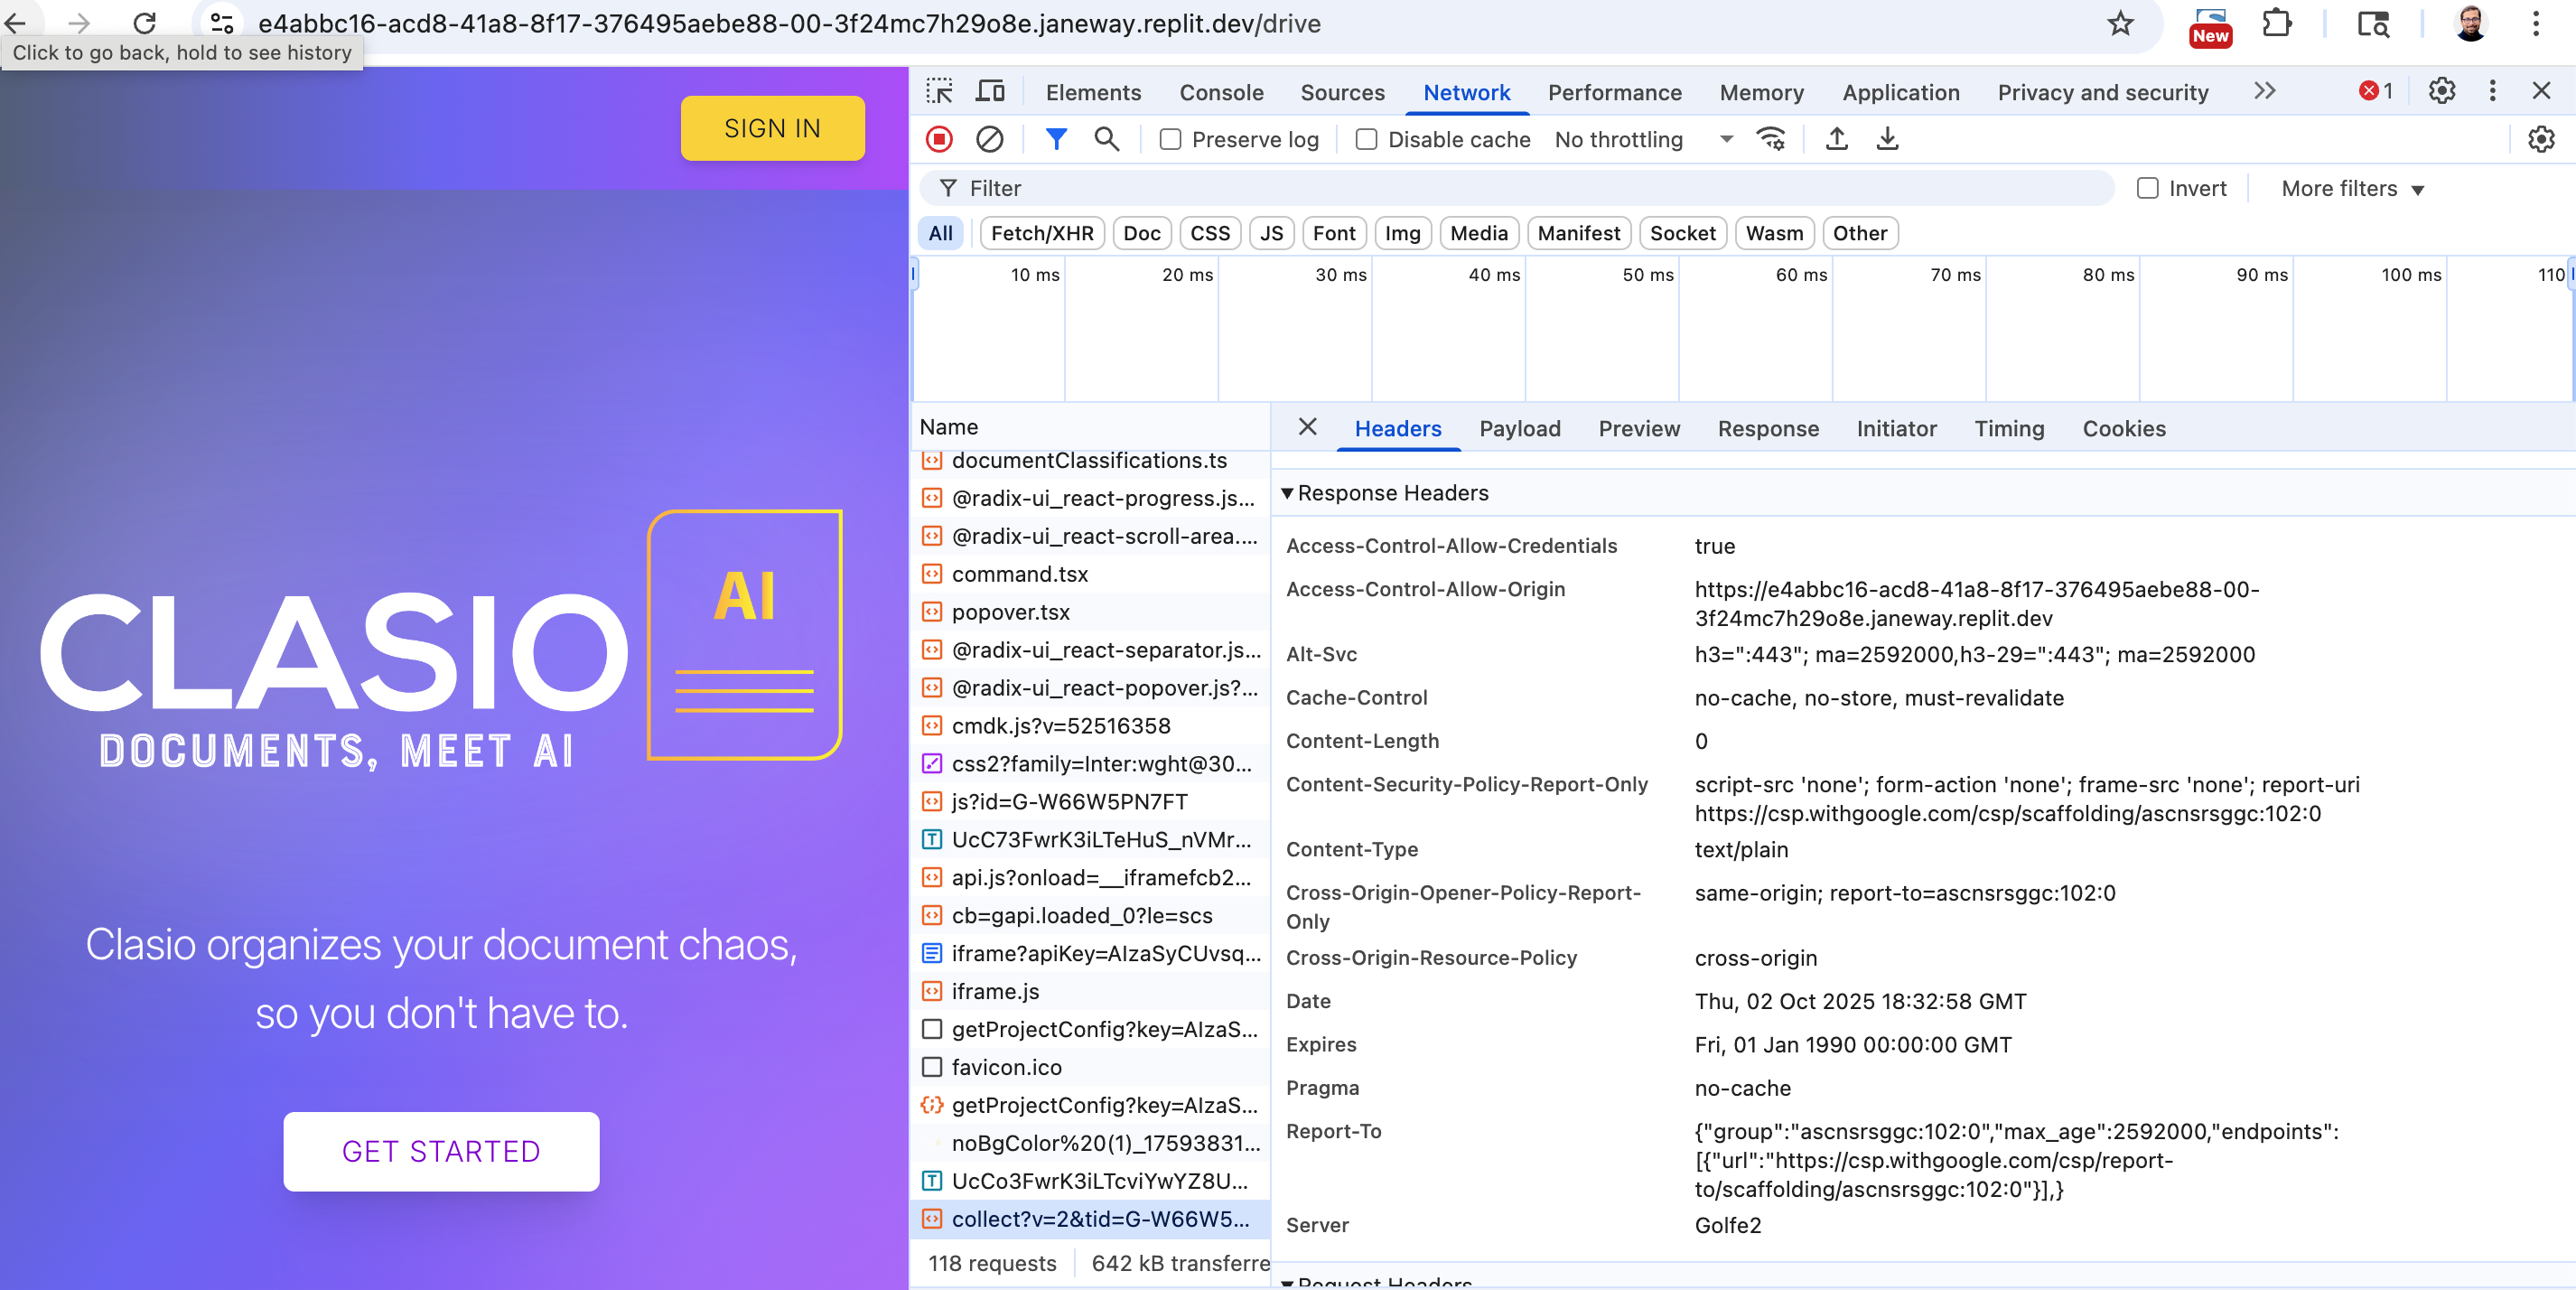 e4abbc16-acd8-41a8-8f17-376495aebe88-00-3f24mc7h29o8e.janeway.replit.dev/drive
New
Click to go back, hold to see history
SIGN IN
AI
CLASIO
DOCUMENTS, MEET AI
Clasio organizes your document chaos,
so you don't have to.
GET STARTED
Elements Console Sources Network Performance Memory Application Privacy and security 1
Preserve log Disable cache No throttling
Filter Invert More filters
All Fetch/XHR Doc CSS JS Font Img Media Manifest Socket Wasm Other
10 ms 20 ms 30 ms 40 ms 50 ms 60 ms 70 ms 80 ms 90 ms 100 ms 110
Name
documentClassifications.ts
@radix-ui_react-progress.js...
@radix-ui_react-scroll-area....
command.tsx
popover.tsx
@radix-ui_react-separator.js...
@radix-ui_react-popover.js?...
cmdk.js?v=52516358
css2?family=Inter:wght@30...
js?id=G-W66W5PN7FT
UcC73FwrK3iLTeHuS_nVMr...
api.js?onload=__iframefcb2...
cb=gapi.loaded_0?le=scs
iframe?apiKey=AIzaSyCUvsq...
iframe.js
getProjectConfig?key=AIzaS...
favicon.ico
getProjectConfig?key=AIzaS...
noBgColor%20(1)_17593831...
UcCo3FwrK3iLTcviYwYZ8U...
collect?v=2&tid=G-W66W5...
118 requests 642 kB transferre
Headers Payload Preview Response Initiator Timing Cookies
Response Headers
Access-Control-Allow-Credentials true
Access-Control-Allow-Origin https://e4abbc16-acd8-41a8-8f17-376495aebe88-00-
3f24mc7h29o8e.janeway.replit.dev
Alt-Svc h3=":443"; ma=2592000,h3-29=":443"; ma=2592000
Cache-Control no-cache, no-store, must-revalidate
Content-Length 0
Content-Security-Policy-Report-Only script-src 'none'; form-action 'none'; frame-src 'none'; report-uri
https://csp.withgoogle.com/csp/scaffolding/ascnsrsggc:102:0
Content-Type text/plain
Cross-Origin-Opener-Policy-Report- same-origin; report-to=ascnsrsggc:102:0
Only
Cross-Origin-Resource-Policy cross-origin
Date Thu, 02 Oct 2025 18:32:58 GMT
Expires Fri, 01 Jan 1990 00:00:00 GMT
Pragma no-cache
Report-To {"group":"ascnsrsggc:102:0","max_age":2592000,"endpoints":
[{"url":"https://csp.withgoogle.com/csp/report-
to/scaffolding/ascnsrsggc:102:0"}],}
Server Golfe2
Request Headers